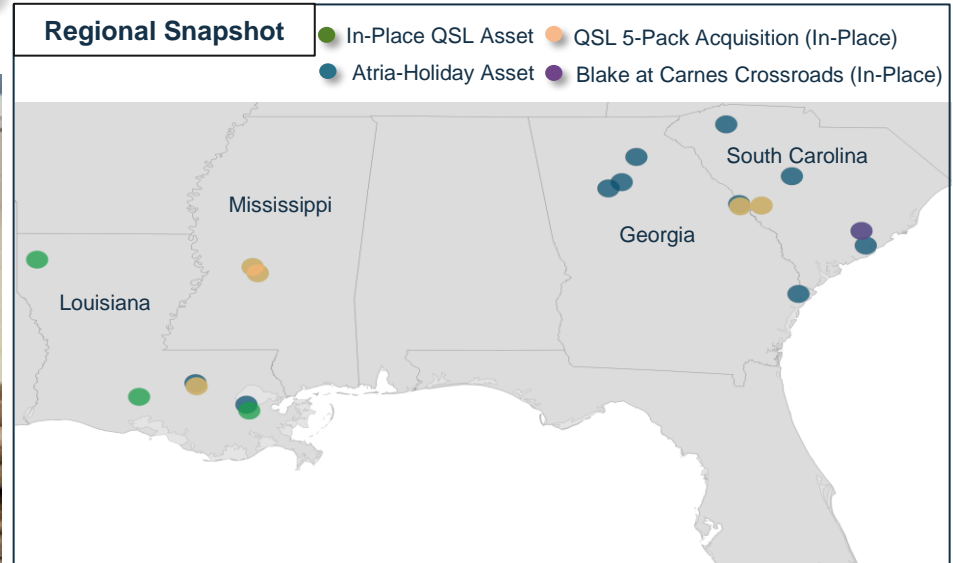 Regional Snapshot
In-Place QSL Asset
QSL 5-Pack Acquisition (In-Place)
Atria-Holiday Asset
Blake at Carnes Crossroads (In-Place)
South Carolina
Mississippi
Georgia
Louisiana